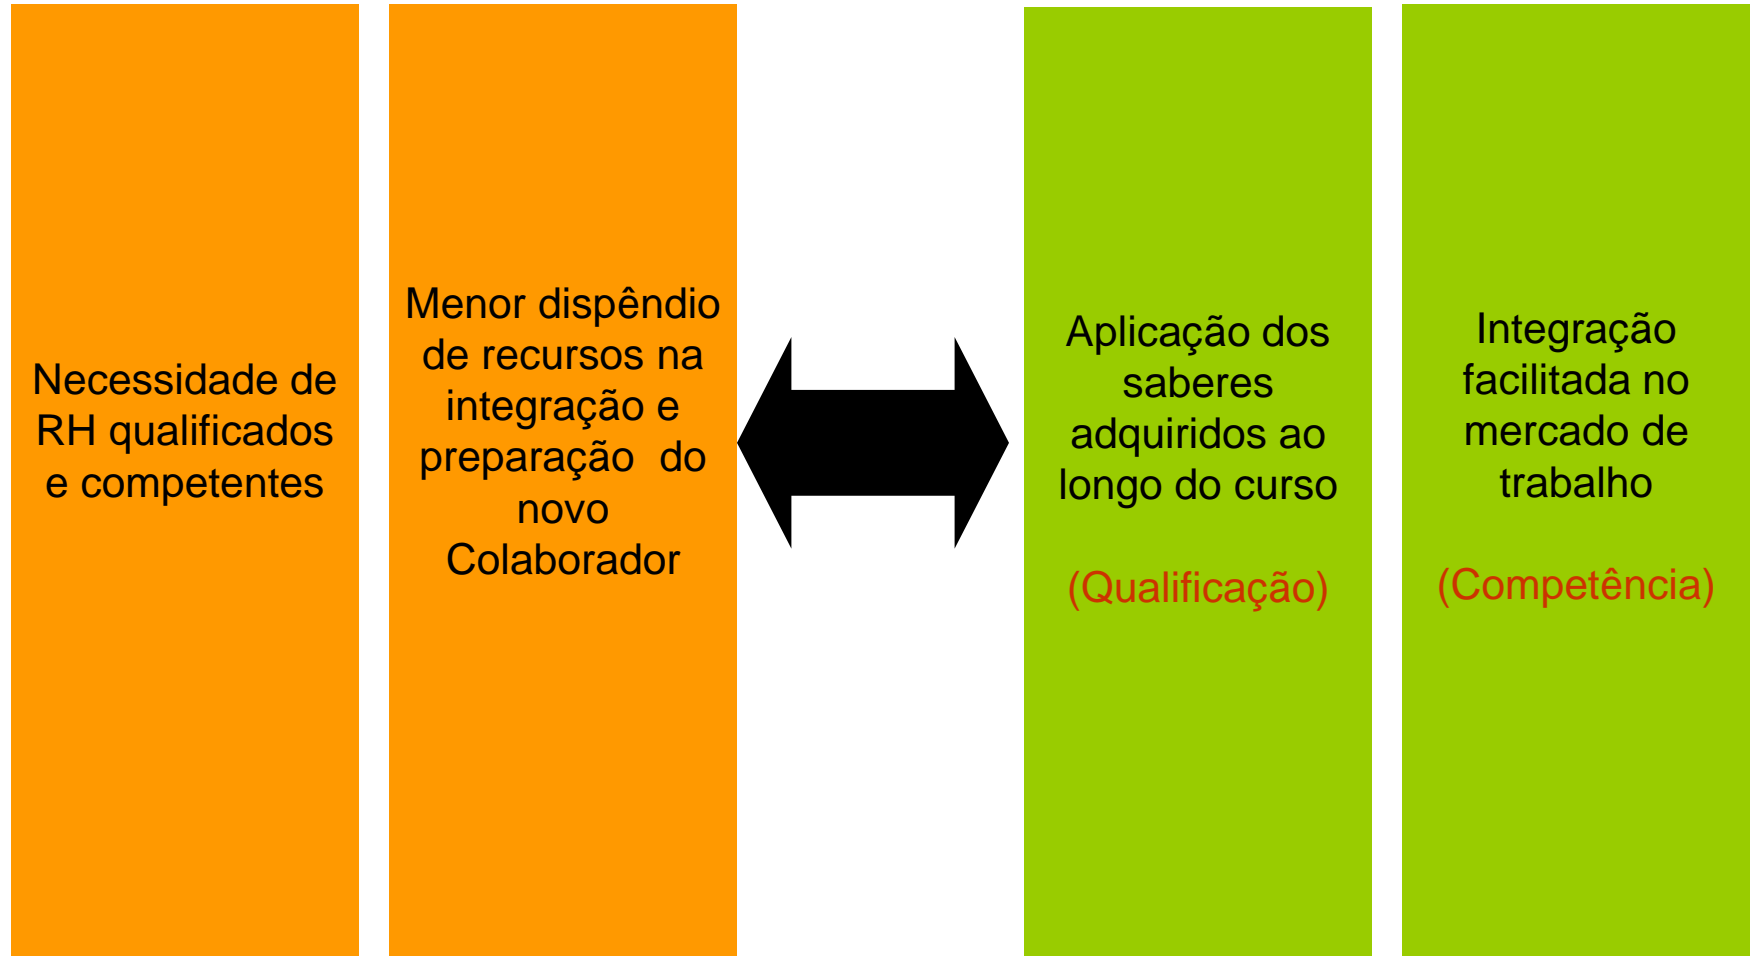 Necessidade de
RH qualificados
e competentes
Menor dispêndio
de recursos na
integração e
preparação  do
novo
Colaborador
Aplicação dos
saberes
adquiridos ao
longo do curso
(Qualificação)
Integração
facilitada no
mercado de
trabalho
(Competência)